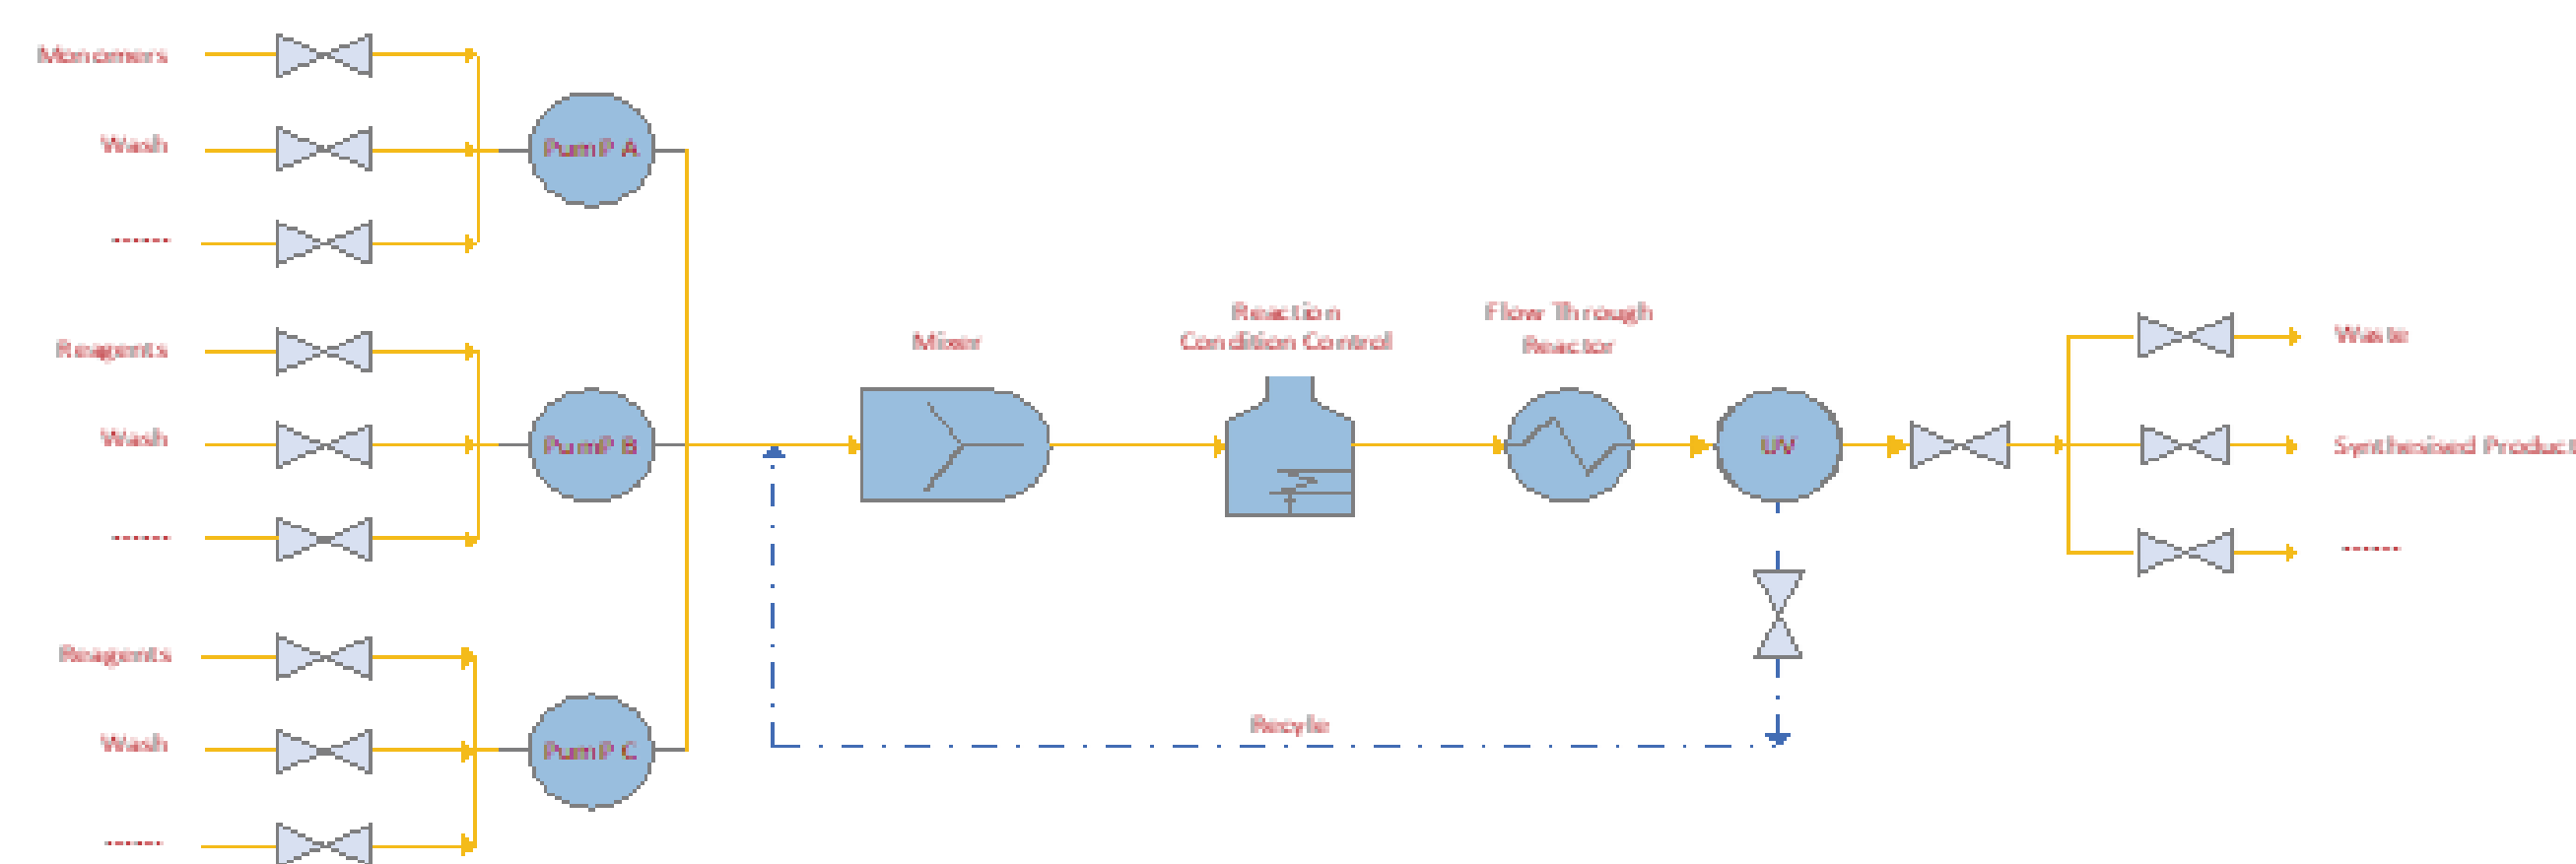 Monomers
Wash
--------
PumP A
Reagents
Wash
--------
PumP B
Reagents
Wash
--------
PumP C
Mixer
Reaction
Condition Control
Flow Through
Reactor
UV
Recyle
Waste
Synthesised Product
--------